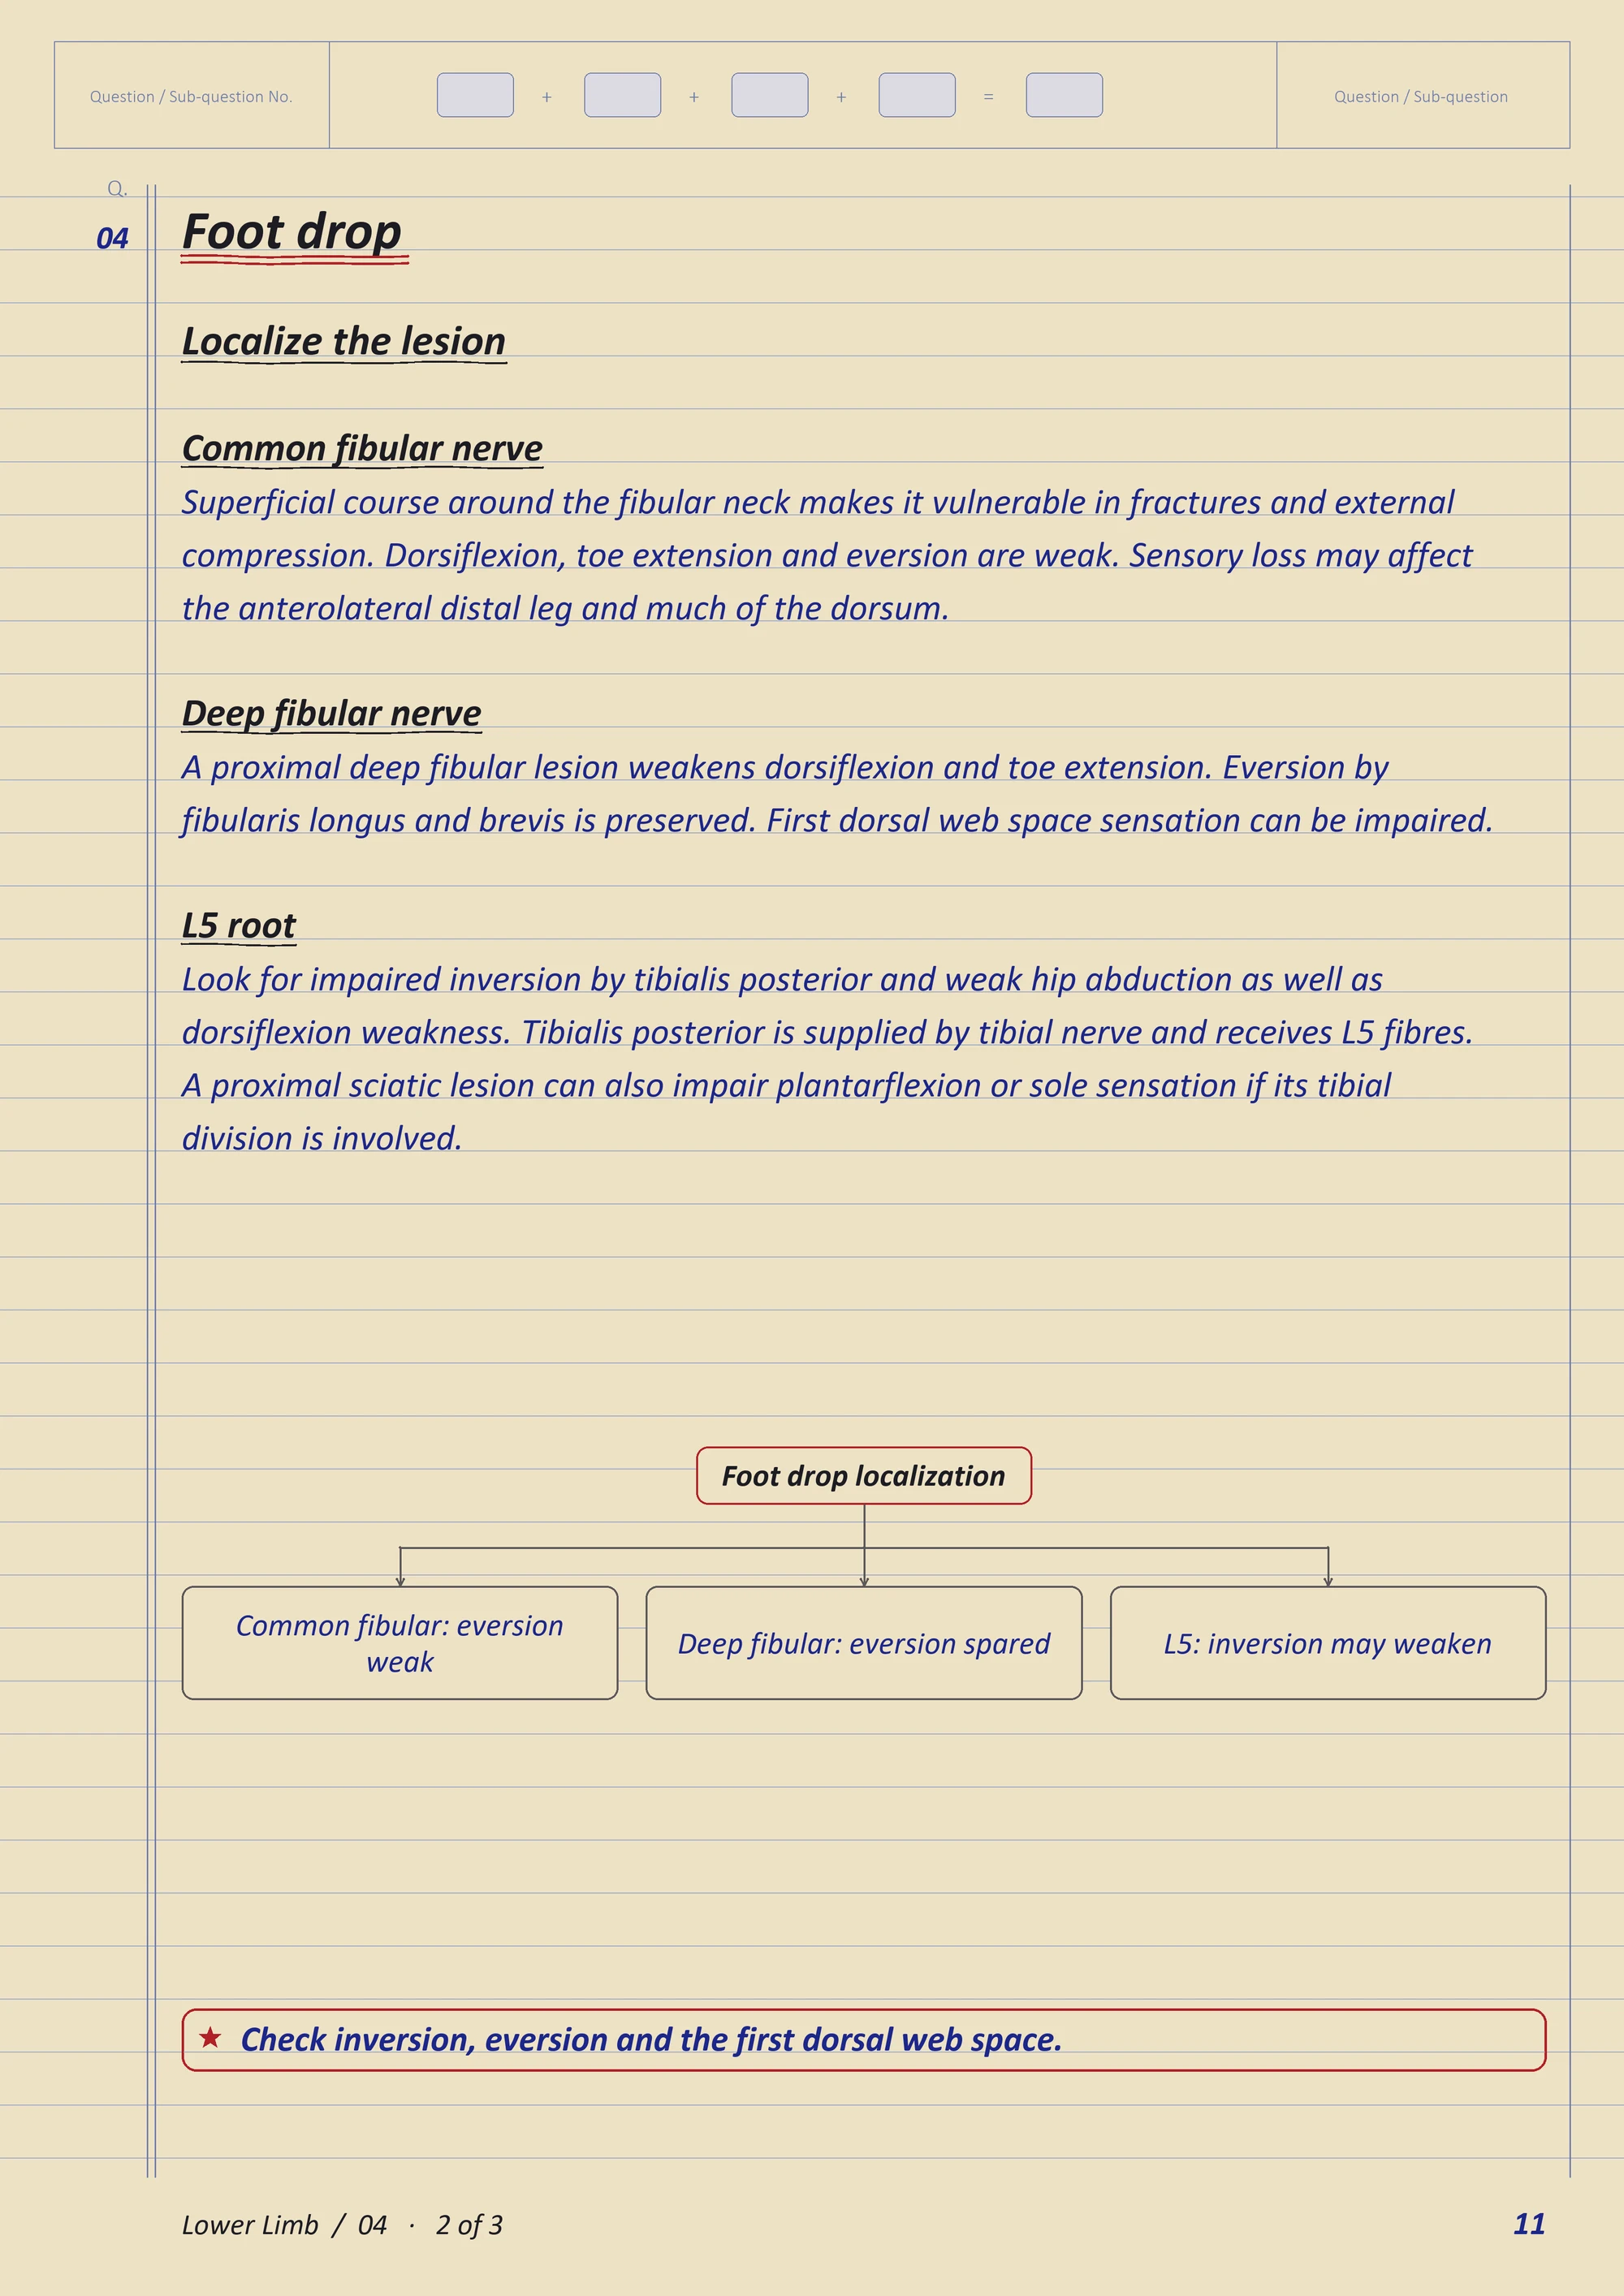 Question / Sub-question No.
+ + + =
Question / Sub-question
Q.
04
Foot drop
Localize the lesion
Common fibular nerve
Superficial course around the fibular neck makes it vulnerable in fractures and external
compression. Dorsiflexion, toe extension and eversion are weak. Sensory loss may affect
the anterolateral distal leg and much of the dorsum.
Deep fibular nerve
A proximal deep fibular lesion weakens dorsiflexion and toe extension. Eversion by
fibularis longus and brevis is preserved. First dorsal web space sensation can be impaired.
L5 root
Look for impaired inversion by tibialis posterior and weak hip abduction as well as
dorsiflexion weakness. Tibialis posterior is supplied by tibial nerve and receives L5 fibres.
A proximal sciatic lesion can also impair plantarflexion or sole sensation if its tibial
division is involved.
Foot drop localization
Common fibular: eversion
weak
Deep fibular: eversion spared
L5: inversion may weaken
★ Check inversion, eversion and the first dorsal web space.
Lower Limb / 04 · 2 of 3
11